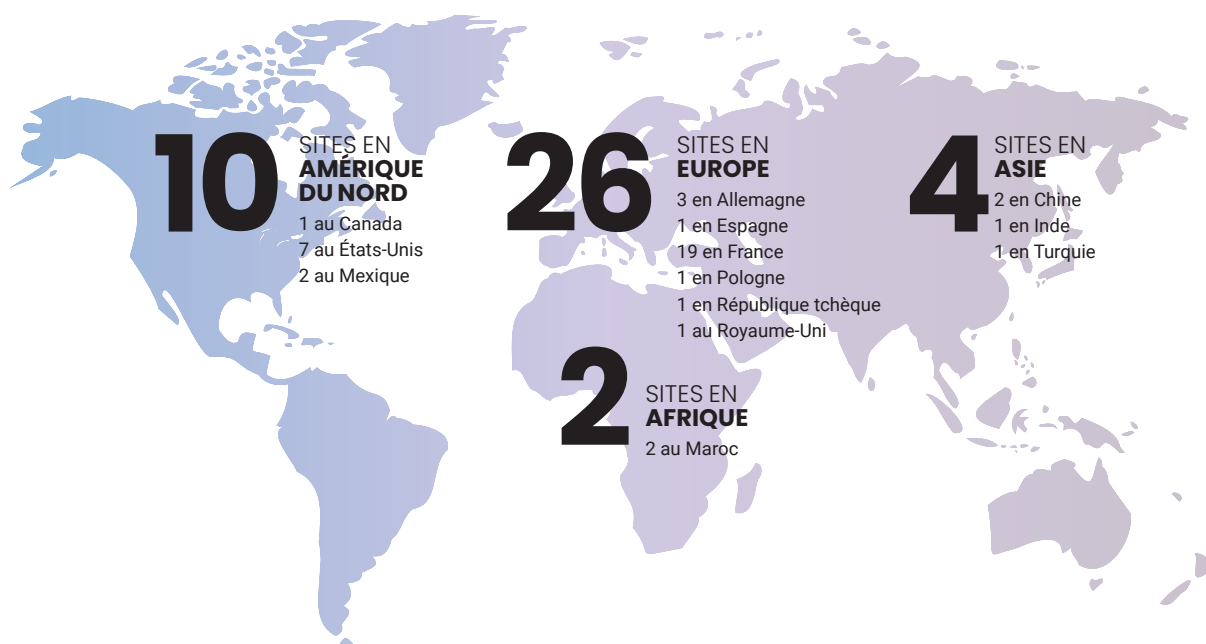 10
SITES EN
AMÉRIQUE
DU NORD
1 au Canada
7 au États-Unis
2 au Mexique
26
SITES EN
EUROPE
3 en Allemagne
1 en Espagne
19 en France
1 en Pologne
1 en République tchèque
1 au Royaume-Uni
4
SITES EN
ASIE
2 en Chine
1 en Inde
1 en Turquie
2
SITES EN
AFRIQUE
2 au Maroc